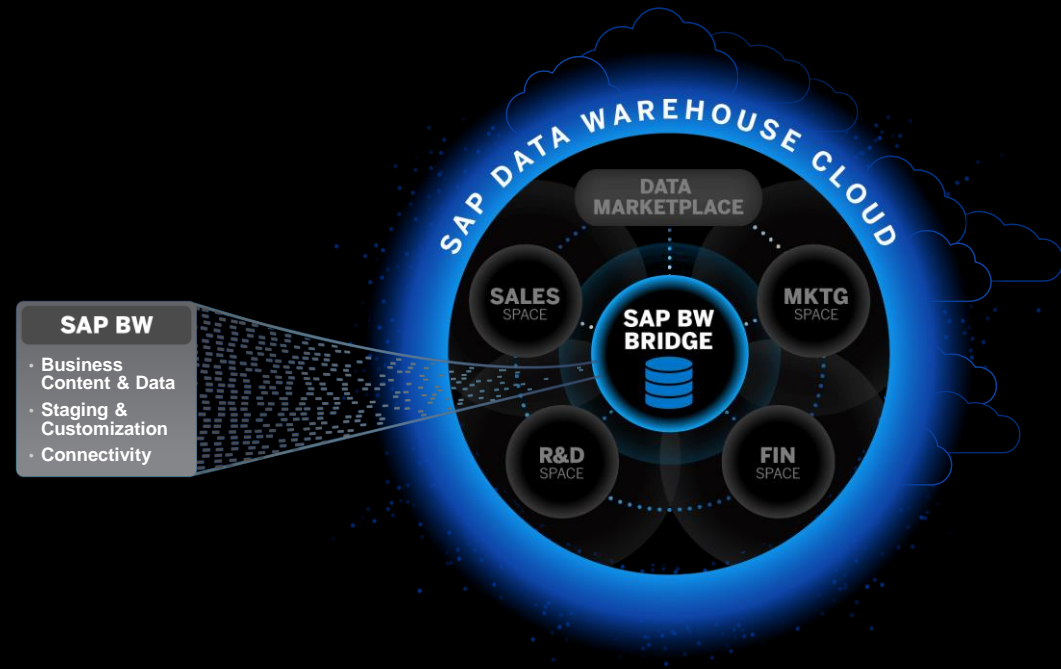 SAP DATA WAREHOUSE CLOUD
DATA
MARKETPLACE
SALES
SPACE
MKTG
SPACE
SAP BW
BRIDGE
SAP BW
· Business
Content & Data
· Staging &
Customization
· Connectivity
R&D
SPACE
FIN
SPACE